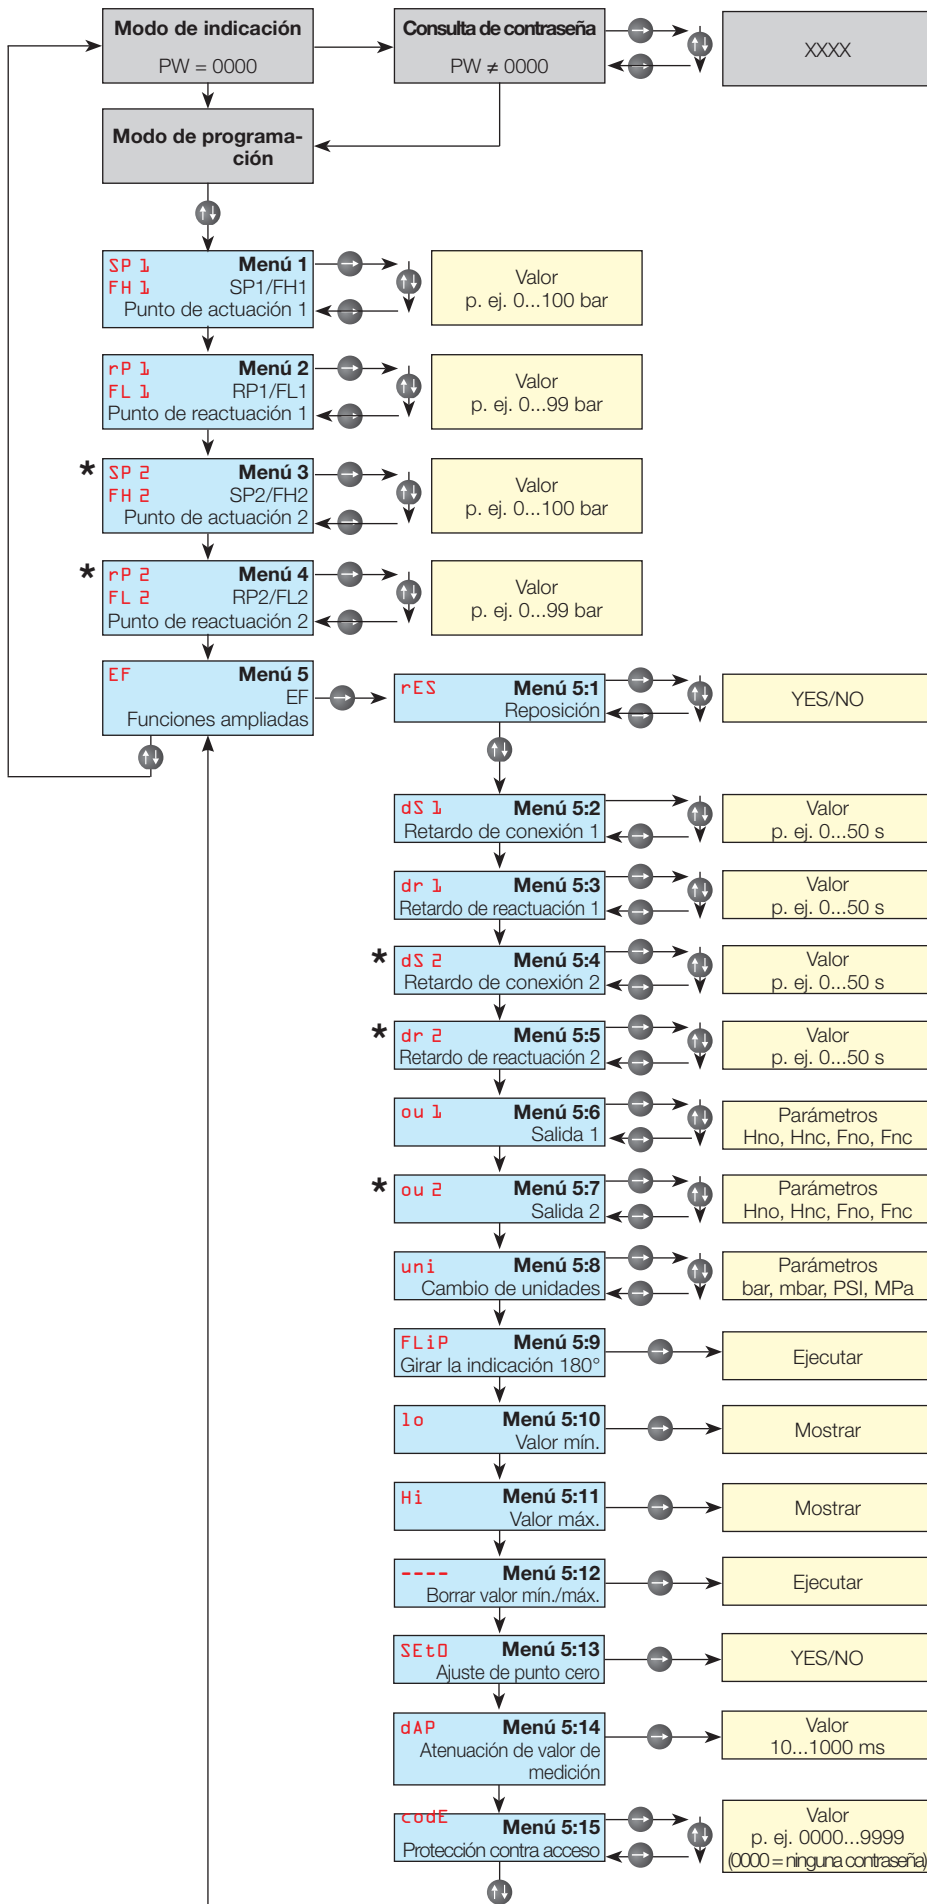 Modo de indicación
PW = 0000
Consulta de contraseña
PW ≠ 0000
XXXX
Modo de programa-
ción
SP 1 Menú 1
FH 1 SP1/FH1
Punto de actuación 1
Valor
p. ej. 0...100 bar
rP 1 Menú 2
FL 1 RP1/FL1
Punto de reactuación 1
Valor
p. ej. 0...99 bar
* SP 2 Menú 3
FH 2 SP2/FH2
Punto de actuación 2
Valor
p. ej. 0...100 bar
* rP 2 Menú 4
FL 2 RP2/FL2
Punto de reactuación 2
Valor
p. ej. 0...99 bar
EF Menú 5
EF
Funciones ampliadas
rES Menú 5:1
Reposición
YES/NO
dS 1 Menú 5:2
Retardo de conexión 1
Valor
p. ej. 0...50 s
dr 1 Menú 5:3
Retardo de reactuación 1
Valor
p. ej. 0...50 s
* dS 2 Menú 5:4
Retardo de conexión 2
Valor
p. ej. 0...50 s
* dr 2 Menú 5:5
Retardo de reactuación 2
Valor
p. ej. 0...50 s
ou 1 Menú 5:6
Salida 1
Parámetros
Hno, Hnc, Fno, Fnc
* ou 2 Menú 5:7
Salida 2
Parámetros
Hno, Hnc, Fno, Fnc
uni Menú 5:8
Cambio de unidades
Parámetros
bar, mbar, PSI, MPa
FLiP Menú 5:9
Girar la indicación 180°
Ejecutar
lo Menú 5:10
Valor mín.
Mostrar
Hi Menú 5:11
Valor máx.
Mostrar
---- Menú 5:12
Borrar valor mín./máx.
Ejecutar
SEt0 Menú 5:13
Ajuste de punto cero
YES/NO
dAP Menú 5:14
Atenuación de valor de
medición
Valor
10...1000 ms
codE Menú 5:15
Protección contra acceso
Valor
p. ej. 0000...9999
(0000 = ninguna contraseña)